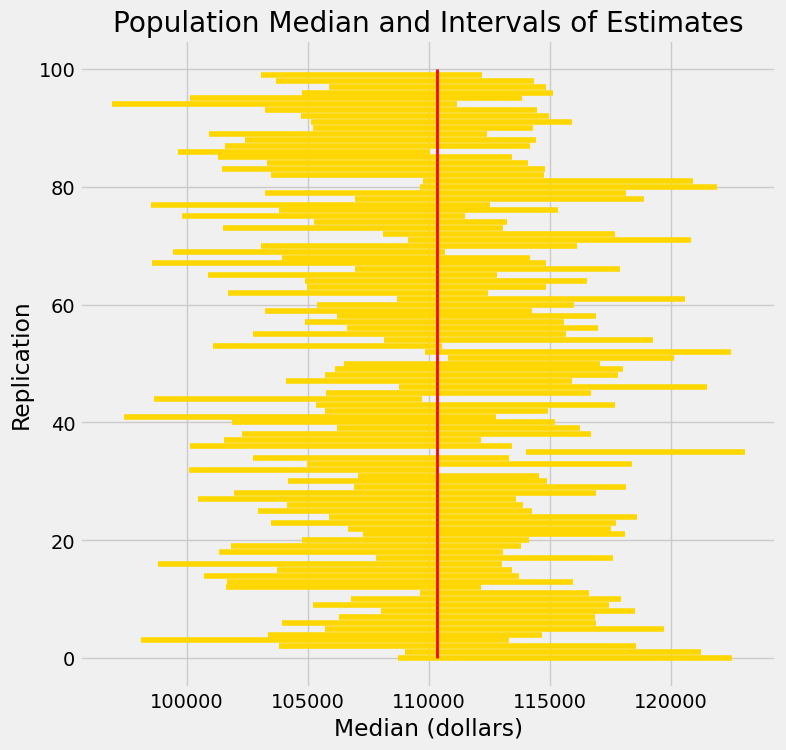 Population Median and Intervals of Estimates
100
80
60
40
20
0
Replication
100000 105000 110000 115000 120000
Median (dollars)